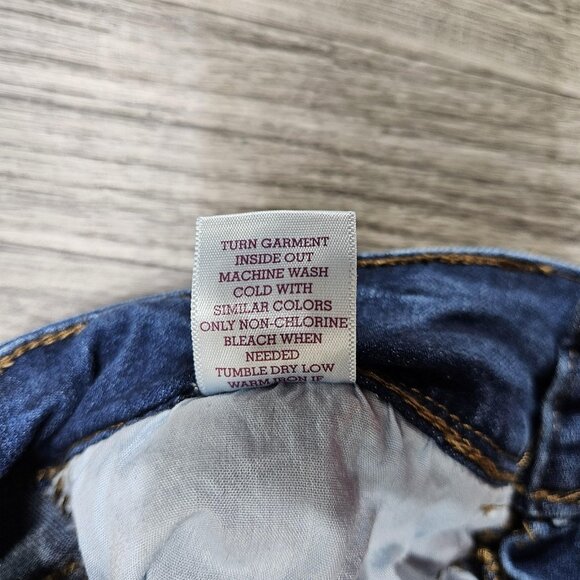 TURN GARMENT
INSIDE OUT
MACHINE WASH
COLD WITH
SIMILAR COLORS
ONLY NON-CHLORINE
BLEACH WHEN
NEEDED
TUMBLE DRY LOW
WARM IRON IF